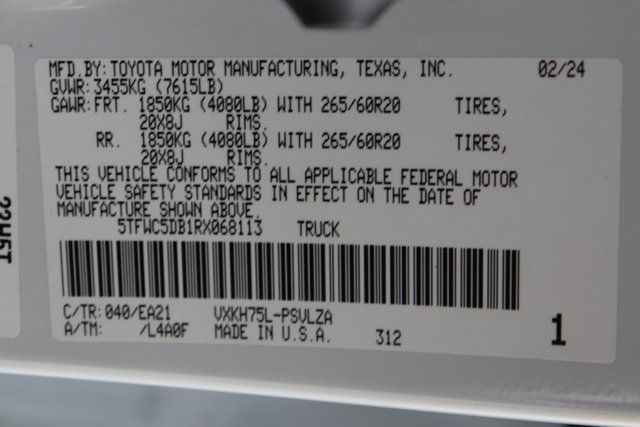 MFD.BY:TOYOTA MOTOR MANUFACTURING, TEXAS, INC. 02/24
GVWR:3455KG (7615LB)
GAWR:FRT. 1850KG (4080LB) WITH 265/60R20 TIRES,
20X8J RIMS.
RR. 1850KG (4080LB) WITH 265/60R20 TIRES,
20X8J RIMS.
THIS VEHICLE CONFORMS TO ALL APPLICABLE FEDERAL MOTOR
VEHICLE SAFETY STANDARDS IN EFFECT ON THE DATE OF
MANUFACTURE SHOWN ABOVE.
5TFWC5DB1RX068113 TRUCK
C/TR:040/EA21 VXKH75L-PSVLZA
A/TM: /L4A0F MADE IN U.S.A. 312 1